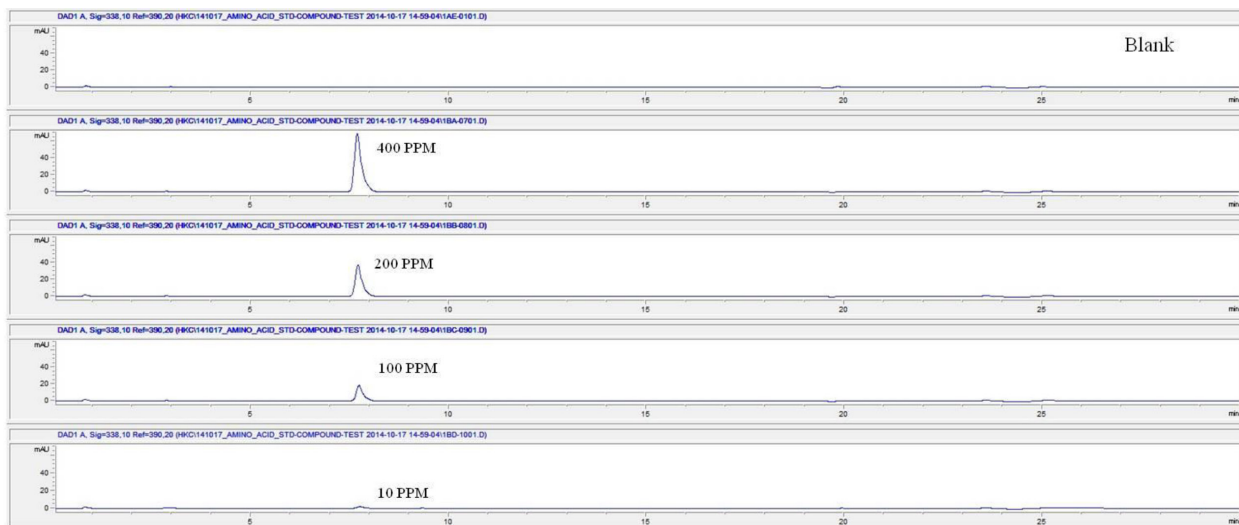 DAD1 A, Sig=338,10 Ref=390,20 (HKC\141017_AMINO_ACID_STD-COMPOUND-TEST 2014-10-17 14-59-04\1AE-0101.D)
mAU
Blank
40
20
0
5 10 15 20 25 min
DAD1 A, Sig=338,10 Ref=390,20 (HKC\141017_AMINO_ACID_STD-COMPOUND-TEST 2014-10-17 14-59-04\1BA-0701.D)
mAU
400 PPM
40
20
0
5 10 15 20 25 min
DAD1 A, Sig=338,10 Ref=390,20 (HKC\141017_AMINO_ACID_STD-COMPOUND-TEST 2014-10-17 14-59-04\1BB-0801.D)
mAU
200 PPM
40
20
0
5 10 15 20 25 min
DAD1 A, Sig=338,10 Ref=390,20 (HKC\141017_AMINO_ACID_STD-COMPOUND-TEST 2014-10-17 14-59-04\1BC-0901.D)
mAU
100 PPM
40
20
0
5 10 15 20 25 min
DAD1 A, Sig=338,10 Ref=390,20 (HKC\141017_AMINO_ACID_STD-COMPOUND-TEST 2014-10-17 14-59-04\1BD-1001.D)
mAU
40
20
10 PPM
0
5 10 15 20 25 min